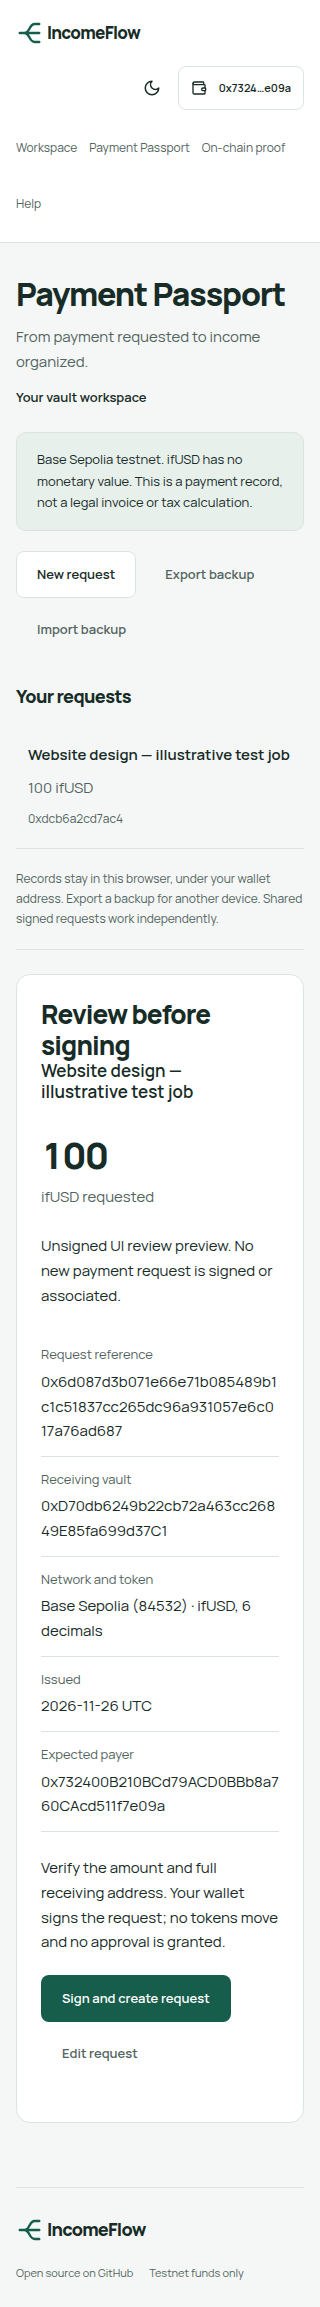 IncomeFlow
0x7324...e09a
Workspace Payment Passport On-chain proof
Help
Payment Passport
From payment requested to income
organized.
Your vault workspace
Base Sepolia testnet. ifUSD has no
monetary value. This is a payment record,
not a legal invoice or tax calculation.
New request Export backup
Import backup
Your requests
Website design — illustrative test job
100 ifUSD
0xdcb6a2cd7ac4
Records stay in this browser, under your wallet
address. Export a backup for another device. Shared
signed requests work independently.
Review before
signing
Website design —
illustrative test job
100
ifUSD requested
Unsigned UI review preview. No
new payment request is signed or
associated.
Request reference
0x6d087d3b071e66e71b085489b1
c1c51837cc265dc96a931057e6c0
17a76ad687
Receiving vault
0xD70db6249b22cb72a463cc268
49E85fa699d37C1
Network and token
Base Sepolia (84532) · ifUSD, 6
decimals
Issued
2026-11-26 UTC
Expected payer
0x732400B210BCd79ACD0BBb8a7
60CAcd511f7e09a
Verify the amount and full
receiving address. Your wallet
signs the request; no tokens move
and no approval is granted.
Sign and create request
Edit request
IncomeFlow
Open source on GitHub Testnet funds only